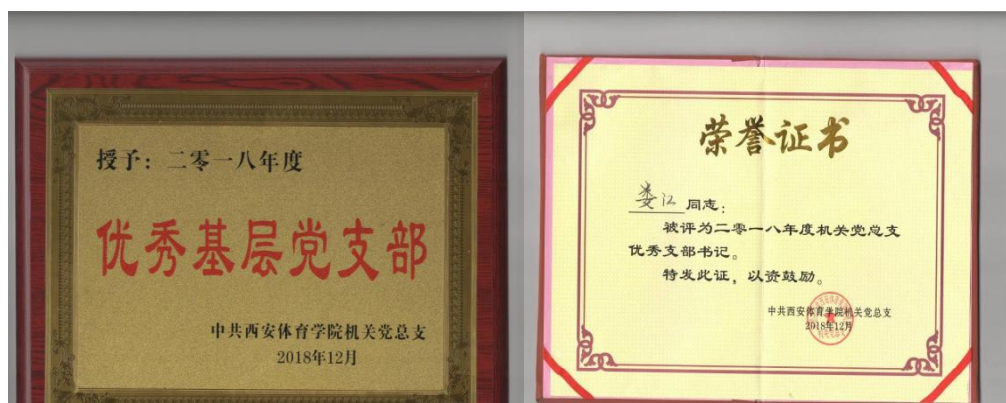 授予：二零一八年度
优秀基层党支部
中共西安体育学院机关党总支
2018年12月
荣誉证书
娄江 同志：
被评为二零一八年度机关党总支
优秀支部书记。
特发此证，以资鼓励。
中共西安体育学院机关党总支
2018年12月